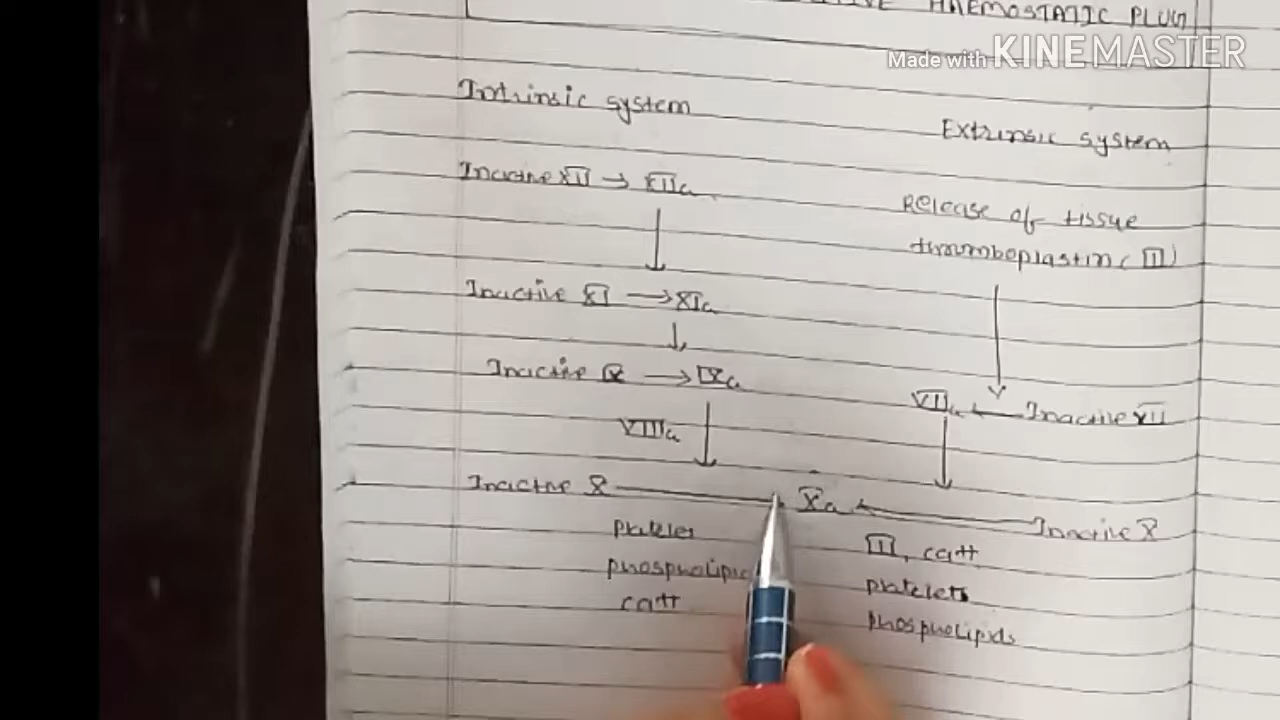 HAEMOSTATIC PLUG
Made with KINEMASTER
Intrinsic system
Extrinsic system
Inactive XII → XIIa
Release of tissue
thromboplastin (III)
Inactive XI → XIa
Inactive IX → IXa
VIIa ← Inactive VII
VIIIa
Inactive X → Xa ← Inactive X
platelet
phospholipid
ca++
III, ca++
platelets
phospholipids